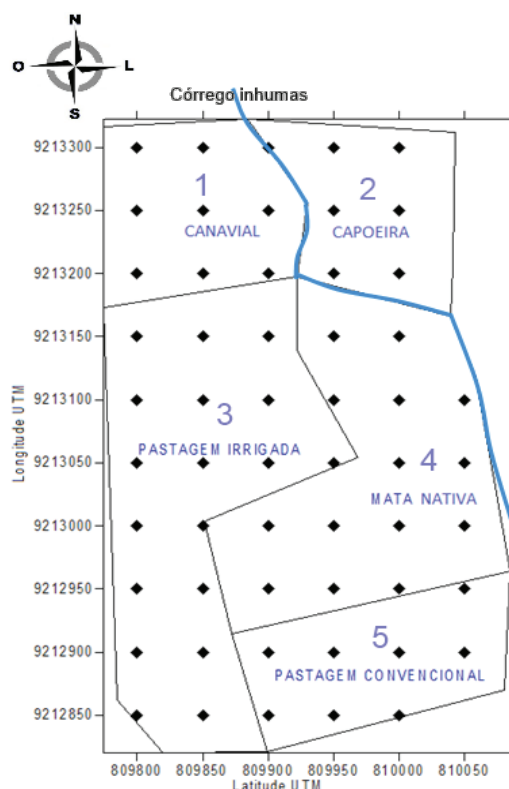 N
O L
S
Córrego inhumas
9213300
1
2
9213250
CANAVIAL
CAPOEIRA
9213200
9213150
9213100
3
PASTAGEM IRRIGADA
9213050
4
MATA NATIVA
9213000
9212950
5
9212900
PASTAGEM CONVENCIONAL
9212850
Longitude UTM
809800 809850 809900 809950 810000 810050
Latitude UTM